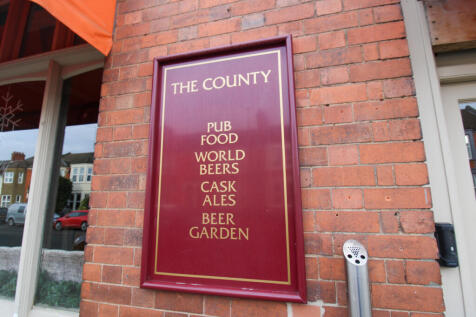 THE COUNTY
PUB
FOOD
WORLD
BEERS
CASK
ALES
BEER
GARDEN